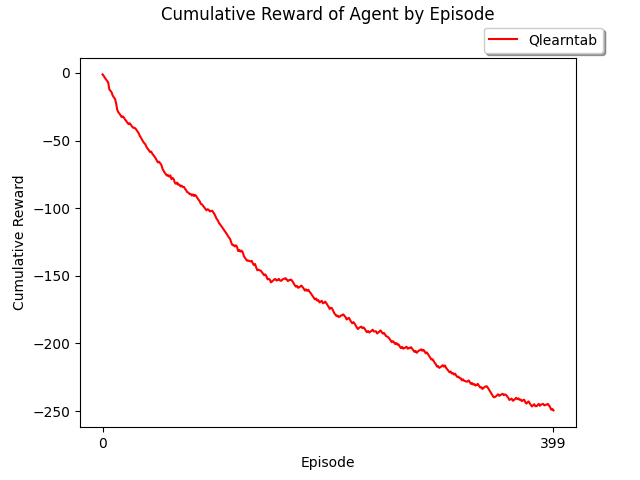 Cumulative Reward of Agent by Episode
Qlearntab
0
−50
−100
−150
−200
−250
Cumulative Reward
0
399
Episode